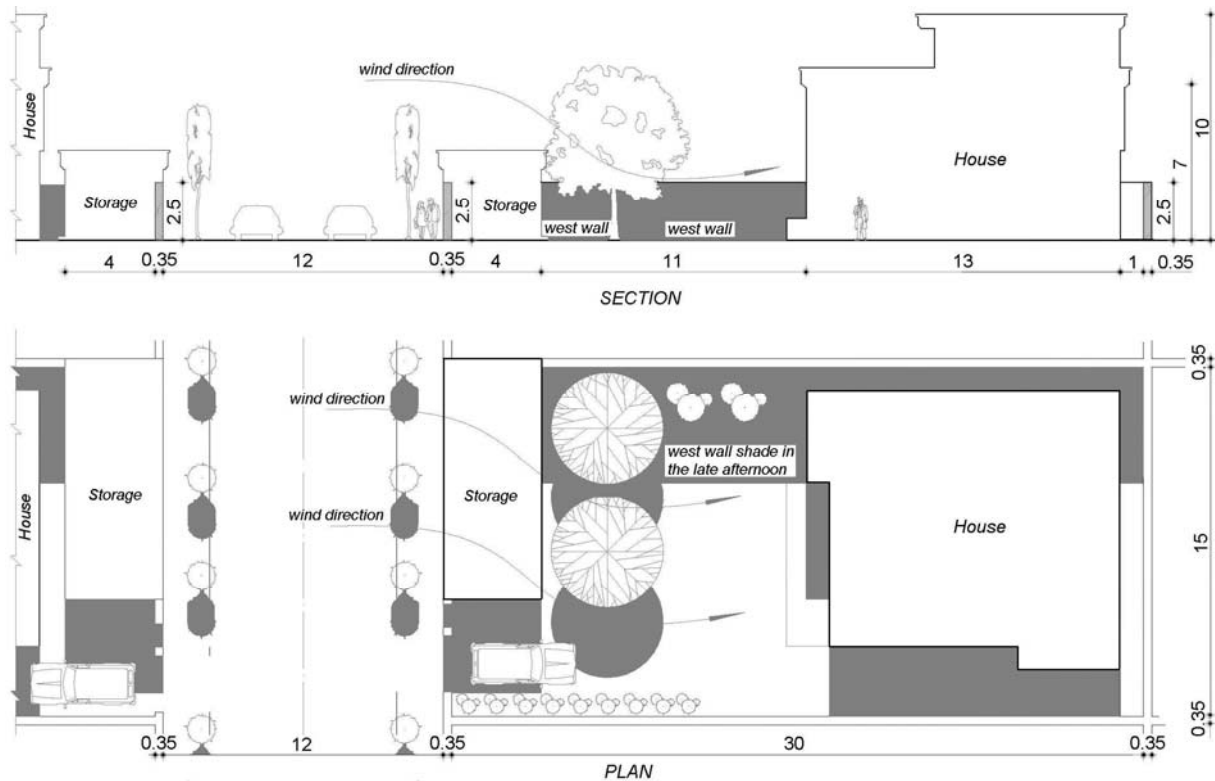 wind direction
House
Storage
2.5
2.5
Storage
west wall
west wall
House
2.5
7
10
4
0.35
12
0.35
4
11
13
1
0.35
SECTION
0.35
wind direction
west wall shade in
the late afternoon
House
Storage
Storage
wind direction
House
15
0.35
0.35
12
0.35
30
0.35
PLAN